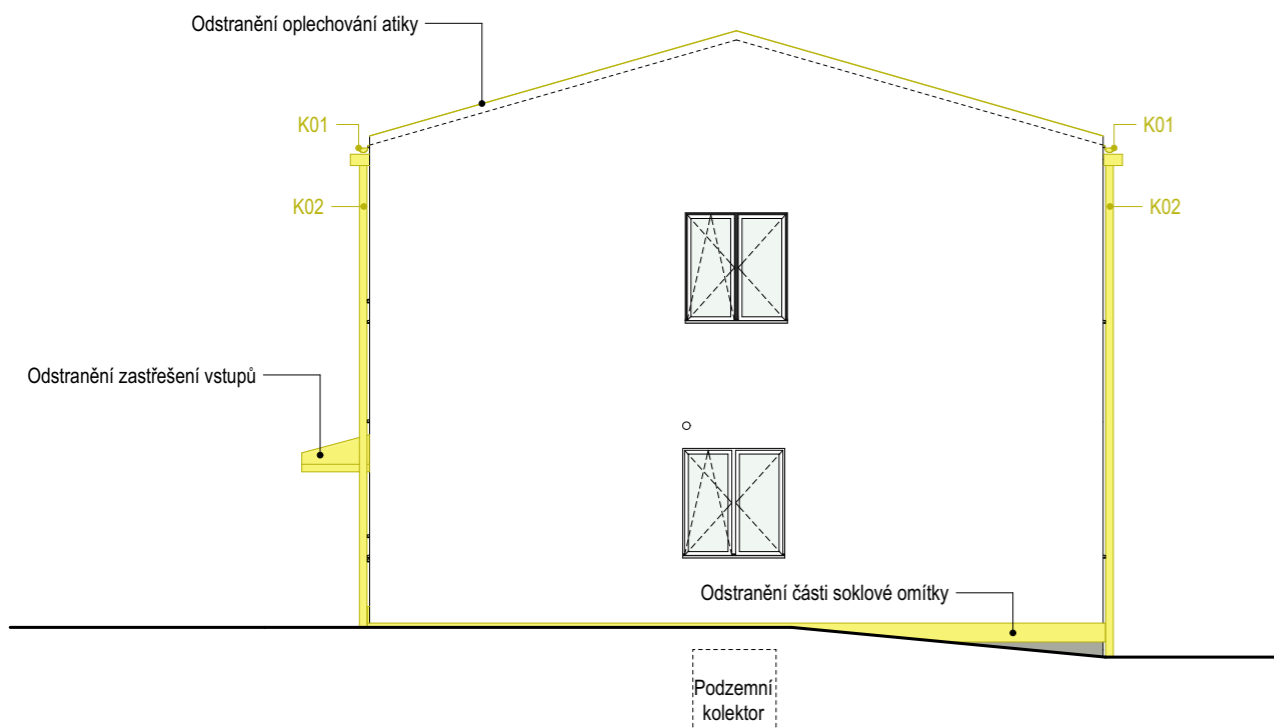 Odstranění oplechování atiky
K01
K01
K02
K02
Odstranění zastřešení vstupů
Odstranění části soklové omítky
Podzemní
kolektor